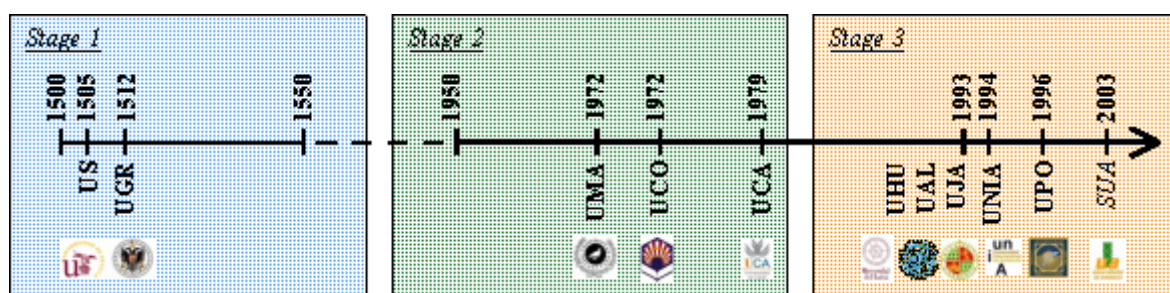 Stage 1
1500
1505
1512
1550
US
UGR
Stage 2
1950
1972
1972
1979
UMA
UCO
UCA
Stage 3
1993
1994
1996
2003
UHU
UAL
UJA
UNIA
UPO
SUA
un
i
A